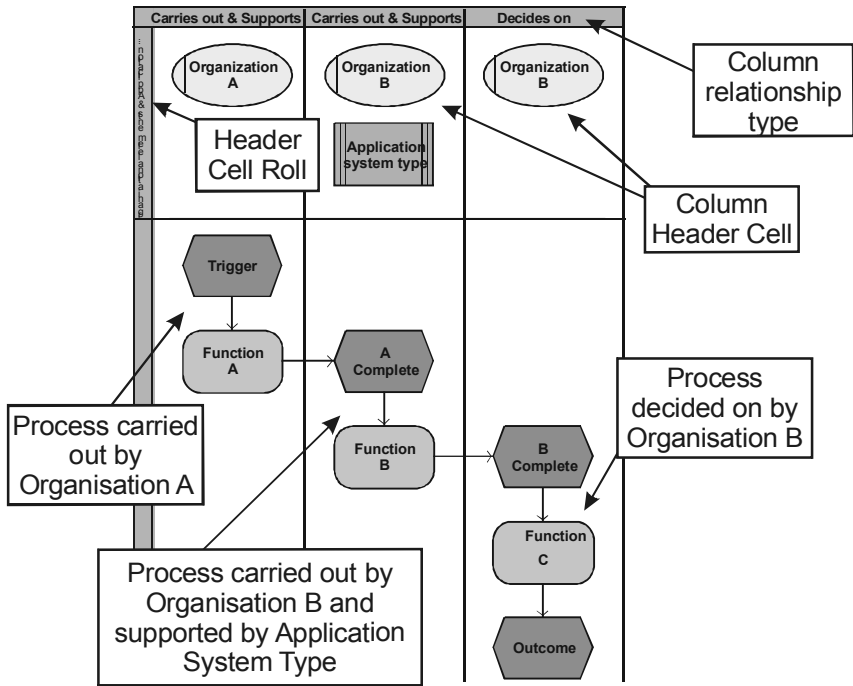 Carries out & Supports
Carries out & Supports
Decides on
Organization
A
Organization
B
Organization
B
Column
relationship
type
Header
Cell Roll
Application
system type
Column
Header Cell
Trigger
Function
A
A
Complete
Process
decided on by
Organisation B
Process carried
out by
Organisation A
Function
B
B
Complete
Function
C
Process carried out by
Organisation B and
supported by Application
System Type
Outcome